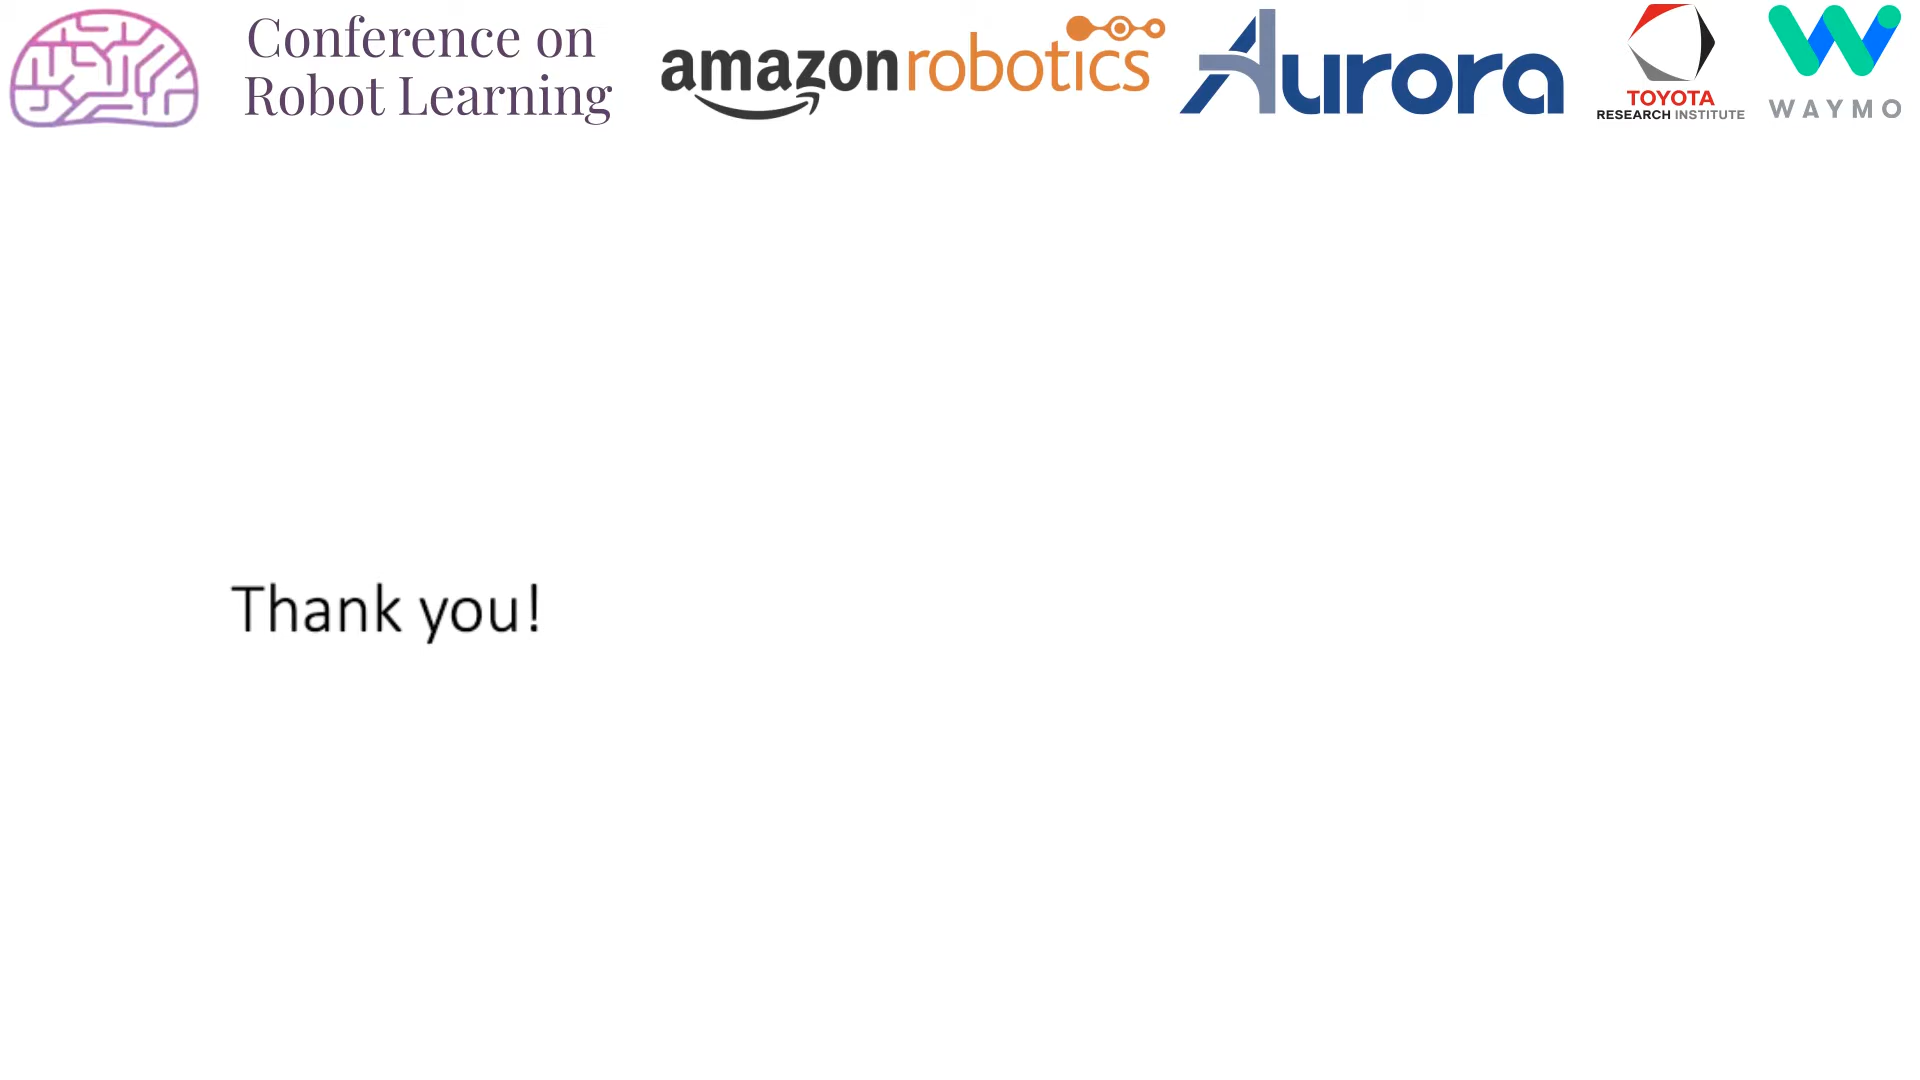 Conference on
Robot Learning
amazon robotics
Aurora
TOYOTA
RESEARCH INSTITUTE
WAYMO
Thank you!